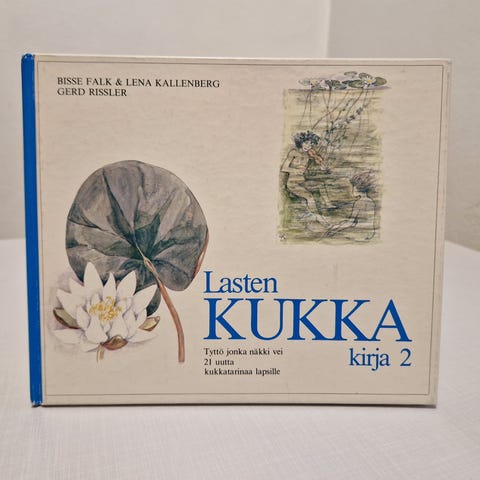 BISSE FALK & LENA KALLENBERG
GERD RISSLER
Lasten
KUKKA
kirja 2
Tyttö jonka näkki vei
21 uutta
kukkatarinaa lapsille